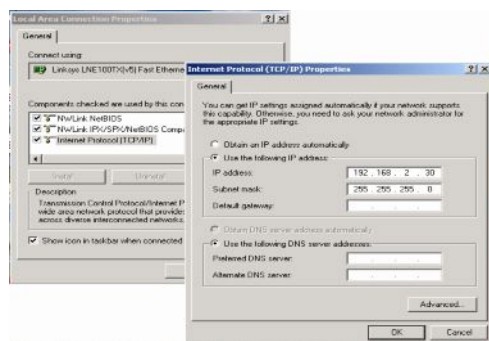 Local Area Connection Properties
General
Connect using:
Linksys LNE100TX(v5) Fast Etherne
Components checked are used by this con
NWLink NetBIOS
NWLink IPX/SPX/NetBIOS Compa
Internet Protocol (TCP/IP)
Install
Uninstall
Description
Transmission Control Protocol/Internet P
wide area network protocol that provides
across diverse interconnected networks.
Show icon in taskbar when connected
Internet Protocol (TCP/IP) Properties
General
You can get IP settings assigned automatically if your network supports
this capability. Otherwise, you need to ask your network administrator for
the appropriate IP settings.
Obtain an IP address automatically
Use the following IP address:
IP address: 192 . 168 . 2 . 30
Subnet mask: 255 . 255 . 255 . 0
Default gateway: . . .
Obtain DNS server address automatically
Use the following DNS server addresses:
Preferred DNS server: . . .
Alternate DNS server: . . .
Advanced...
OK
Cancel